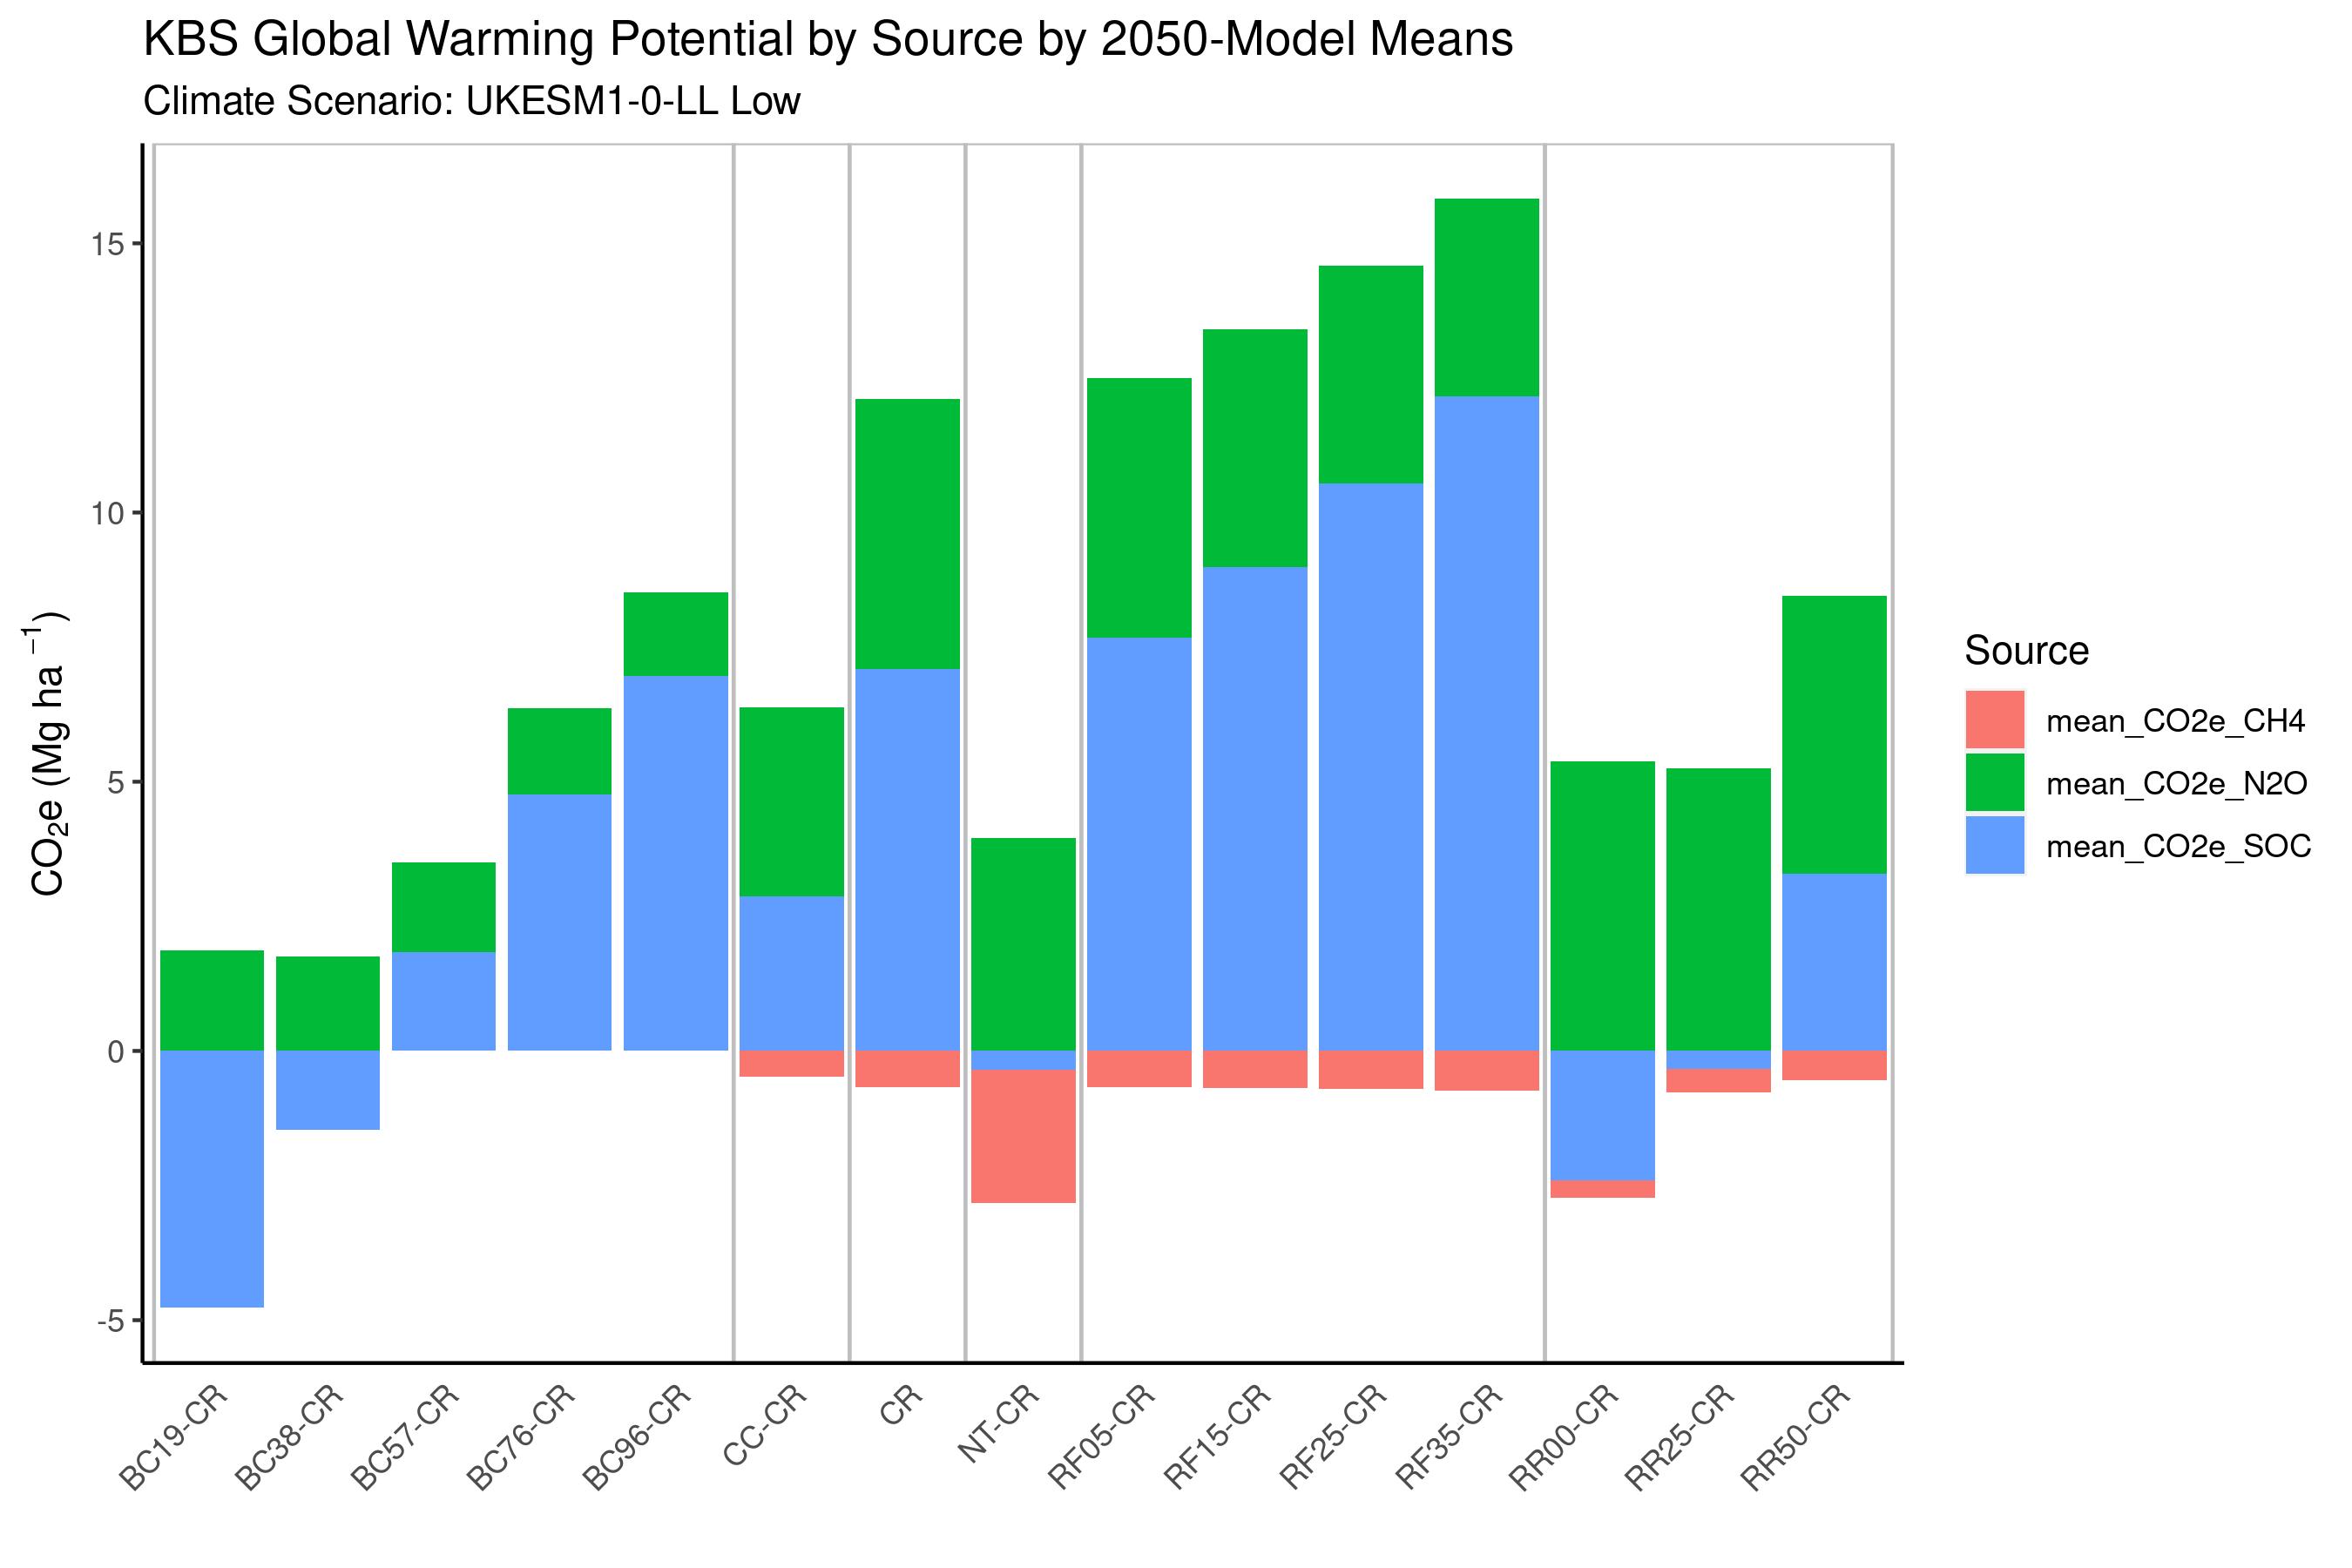 KBS Global Warming Potential by Source by 2050-Model Means
Climate Scenario: UKESM1-0-LL Low
CO₂e (Mg ha ⁻¹)
15
10
5
0
-5
BC19-CR
BC38-CR
BC57-CR
BC76-CR
BC96-CR
CC-CR
CR
NT-CR
RF05-CR
RF15-CR
RF25-CR
RF35-CR
RR00-CR
RR25-CR
RR50-CR
Source
mean_CO2e_CH4
mean_CO2e_N2O
mean_CO2e_SOC